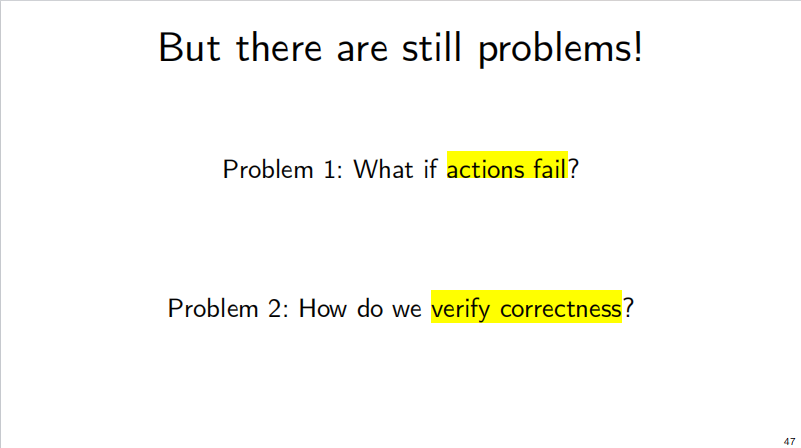 But there are still problems!
Problem 1: What if actions fail?
Problem 2: How do we verify correctness?
47